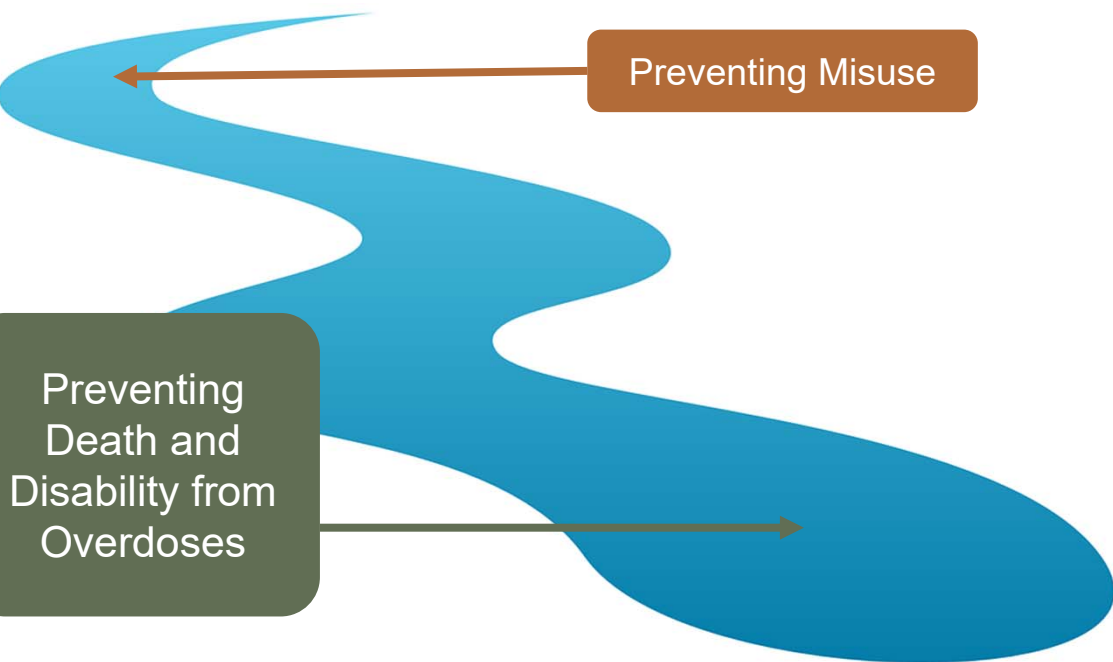 Preventing Misuse
Preventing
Death and
Disability from
Overdoses